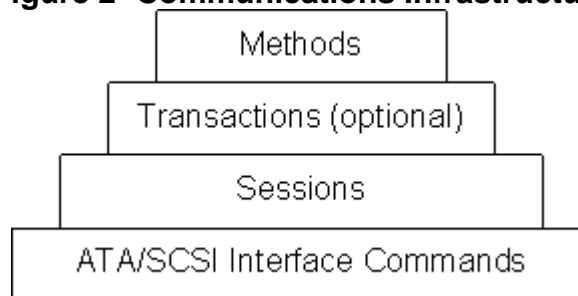 Methods
Transactions (optional)
Sessions
ATA/SCSI Interface Commands